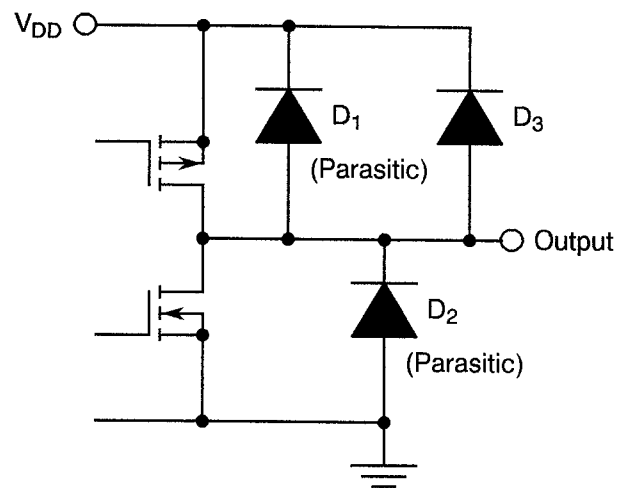 VDD
D1
(Parasitic)
D3
Output
D2
(Parasitic)